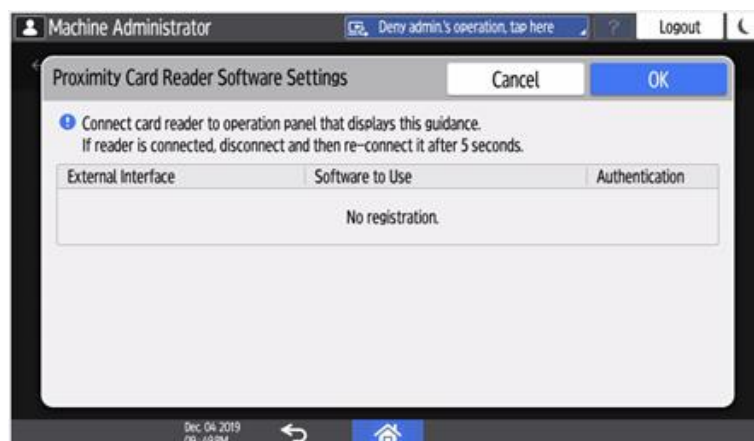 Machine Administrator
Deny admin.'s operation, tap here
?
Logout
Proximity Card Reader Software Settings
Cancel
OK
Connect card reader to operation panel that displays this guidance.
If reader is connected, disconnect and then re-connect it after 5 seconds.
External Interface
Software to Use
Authentication
No registration.
Dec. 04 2019